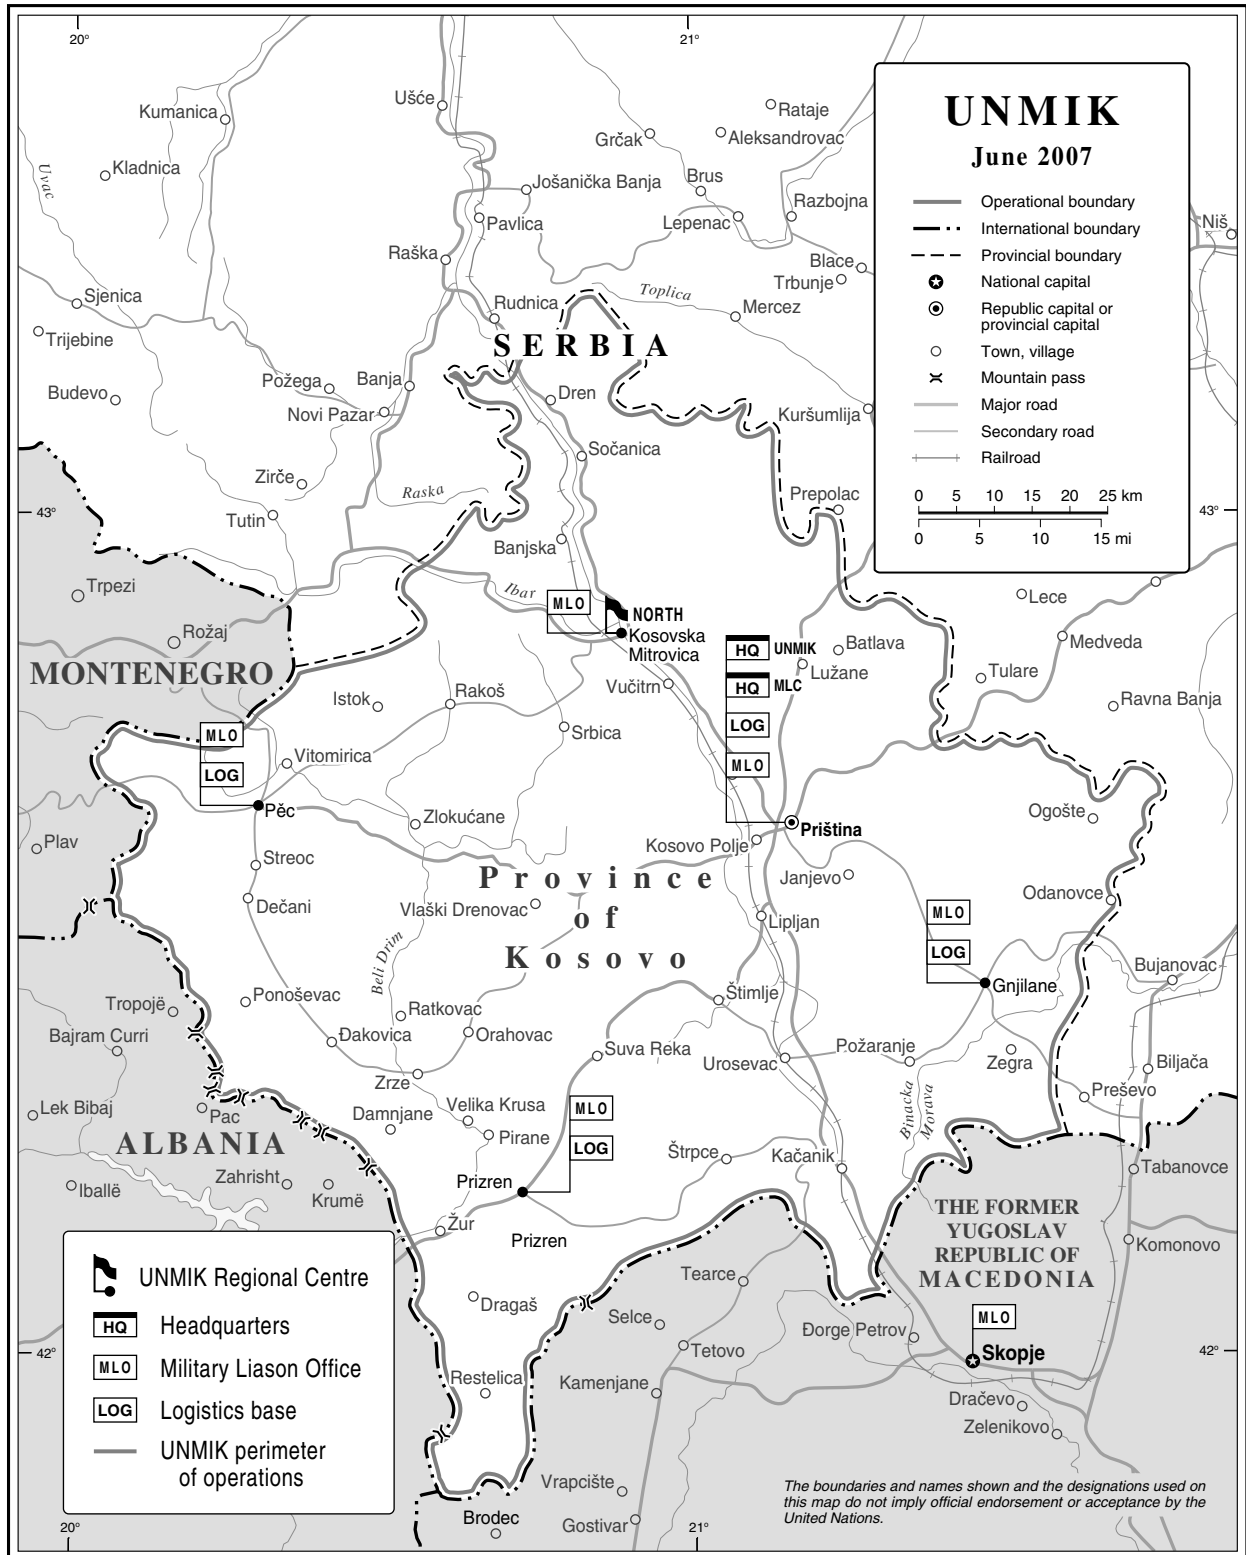 20°
21°
UNMIK
June 2007
Operational boundary
International boundary
Provincial boundary
National capital
Republic capital or
provincial capital
Town, village
Mountain pass
Major road
Secondary road
Railroad
0 5 10 15 20 25 km
0 5 10 15 mi
Ušće
Kumanica
Rataje
Grčak
Aleksandrovac
Kladnica
Uvac
Jošanička Banja
Brus
Razbojna
Pavlica
Lepenac
Niš
Raška
Blace
Trbunje
Toplica
Sjenica
Rudnica
Mercez
Trijebine
SERBIA
Požega
Banja
Budevo
Dren
Novi Pazar
Kuršumlija
Sočanica
Zirče
Raska
Prepolac
43°
43°
Tutin
Banjska
Trpezi
Ibar
MLO
NORTH
Lece
Rožaj
Kosovska
Mitrovica
HQ UNMIK
Batlava
Medveda
MONTENEGRO
Lužane
Tulare
Vučitrn
HQ MLC
Istok
Rakoš
Ravna Banja
Srbica
LOG
MLO
MLO
Vitomirica
LOG
Pěc
Zlokućane
Ogošte
Priština
Plav
Kosovo Polje
Streoc
Janjevo
Province
of
Kosovo
Dečani
Vlaški Drenovac
Odanovce
MLO
Lipljan
Beli Drim
LOG
Bujanovac
Gnjilane
Ponoševac
Štimlje
Tropojë
Ratkovac
Bajram Curri
Đakovica
Orahovac
Suva Reka
Požaranje
Urosevac
Zegra
Biljača
Zrze
Preševo
Lek Bibaj
Pac
Damnjane
Velika Krusa
MLO
Binacka
Morava
ALBANIA
Pirane
LOG
Štrpce
Kačanik
Tabanovce
Iballë
Zahrisht
Krumë
Prizren
THE FORMER
YUGOSLAV
REPUBLIC OF
MACEDONIA
Žur
Prizren
Komonovo
UNMIK Regional Centre
HQ Headquarters
MLO Military Liason Office
LOG Logistics base
UNMIK perimeter
of operations
Tearce
Dragaš
Selce
MLO
Đorge Petrov
42°
42°
Tetovo
Skopje
Restelica
Kamenjane
Dračevo
Zelenikovo
Vrapcište
Brodec
Gostivar
The boundaries and names shown and the designations used on
this map do not imply official endorsement or acceptance by the
United Nations.
20°
21°